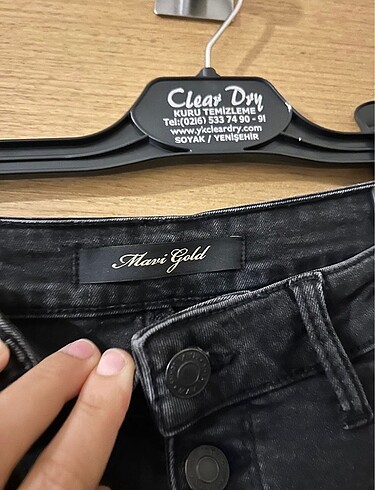 Clear Dry
KURU TEMİZLEME
Tel:(0216) 533 74 90 - 91
www.ykcleardry.com
SOYAK / YENİŞEHİR
Mavi Gold